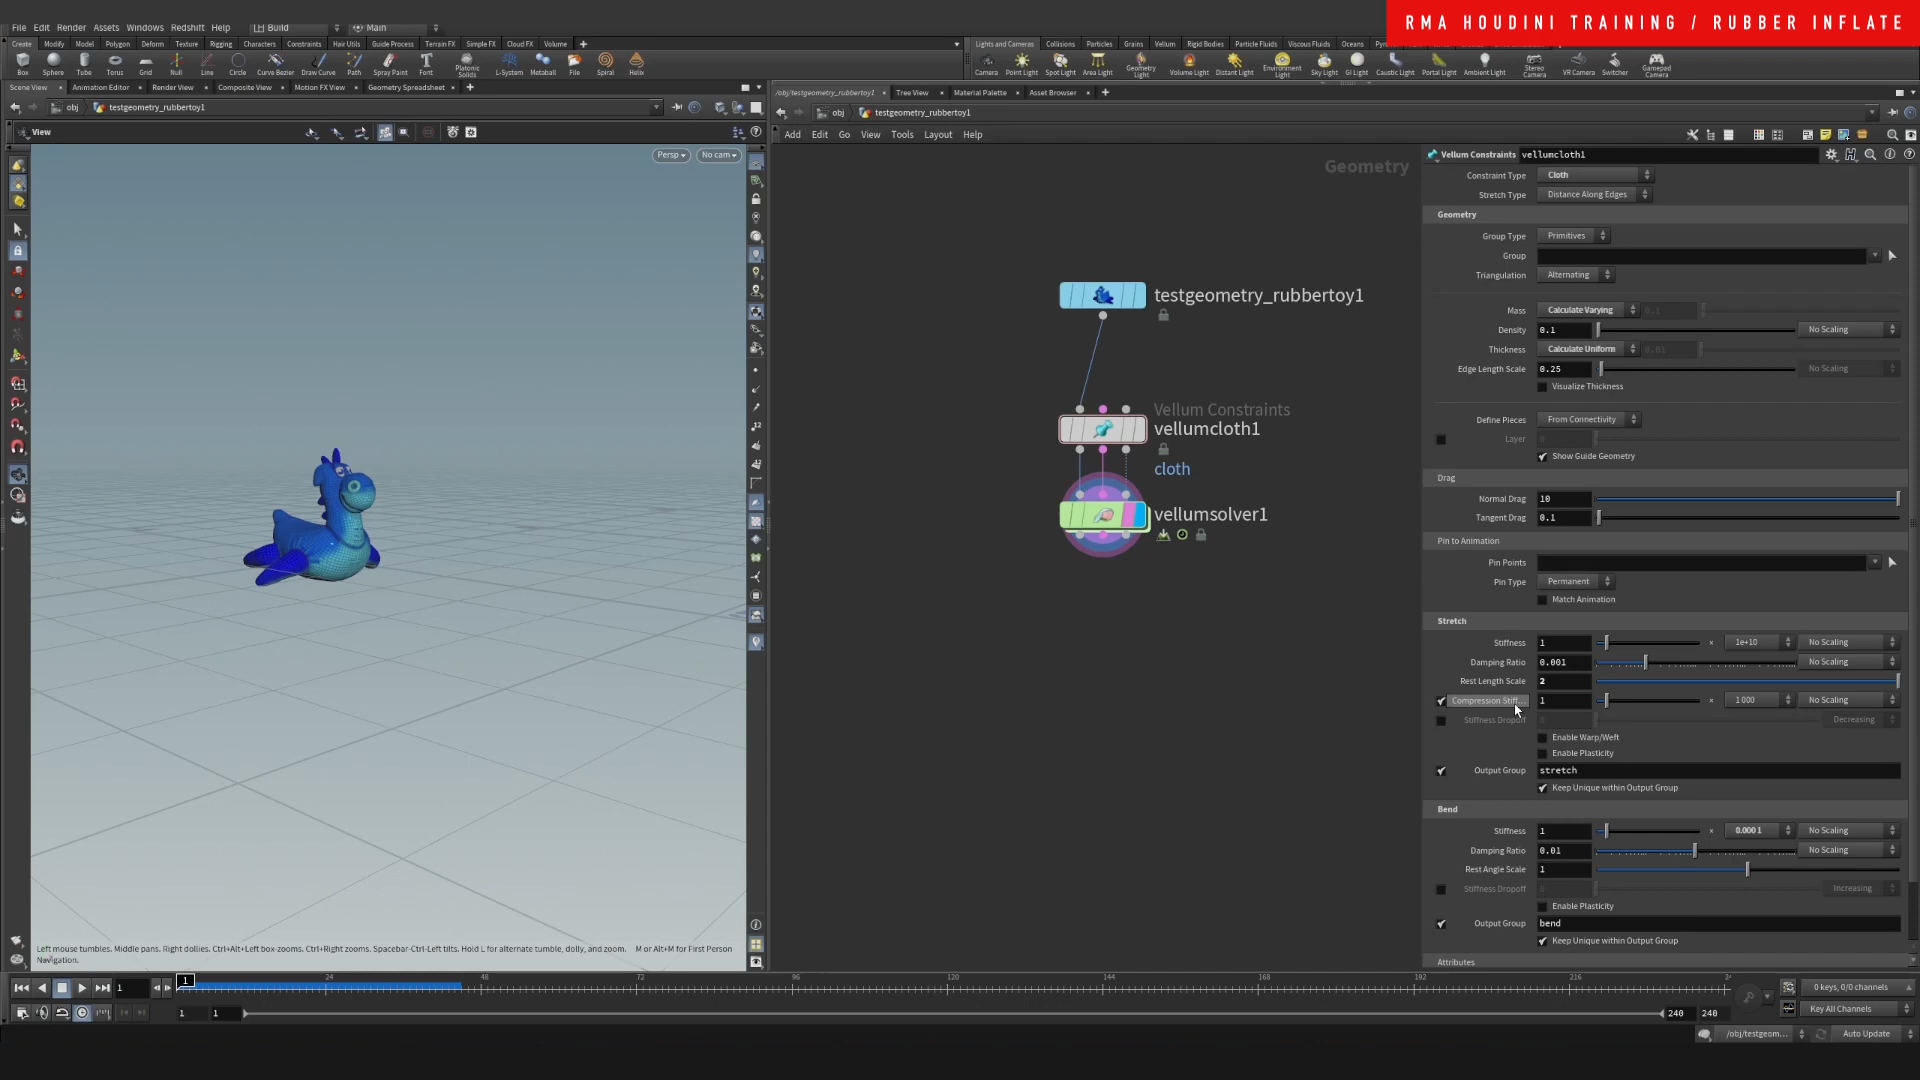 RMA HOUDINI TRAINING / RUBBER INFLATE
File Edit Render Assets Windows Redshift Help Build Main
Create Modify Model Polygon Deform Texture Rigging Characters Constraints Hair Utils Guide Process Terrain FX Simple FX Cloud FX Volume
Lights and Cameras Collisions Particles Grains Vellum Rigid Bodies Particle Fluids Viscous Fluids Oceans
Box Sphere Tube Torus Grid Null Line Circle Curve Bezier Draw Curve Path Spray Paint Font Platonic Solids L-System Metaball File Spiral Helix
Camera Point Light Spot Light Area Light Geometry Light Volume Light Distant Light Environment Light Sky Light GI Light Caustic Light Portal Light Ambient Light Stereo Camera VR Camera Switcher Gamepad Camera
Scene View Animation Editor Render View Composite View Motion FX View Geometry Spreadsheet
/obj/testgeometry_rubbertoy1 Tree View Material Palette Asset Browser
obj testgeometry_rubbertoy1
obj testgeometry_rubbertoy1
View
Add Edit Go View Tools Layout Help
Persp No cam
Geometry
testgeometry_rubbertoy1
Vellum Constraints
vellumcloth1
cloth
vellumsolver1
Vellum Constraints vellumcloth1
Constraint Type Cloth
Stretch Type Distance Along Edges
Geometry
Group Type Primitives
Group
Triangulation Alternating
Mass Calculate Varying 0.1
Density 0.1 No Scaling
Thickness Calculate Uniform 0.01
Edge Length Scale 0.25 No Scaling
Visualize Thickness
Define Pieces From Connectivity
Layer 0
Show Guide Geometry
Drag
Normal Drag 10
Tangent Drag 0.1
Pin to Animation
Pin Points
Pin Type Permanent
Match Animation
Stretch
Stiffness 1 × 1e+10 No Scaling
Damping Ratio 0.001 No Scaling
Rest Length Scale 2
Compression Stiff... 1 × 1000 No Scaling
Stiffness Dropoff Decreasing
Enable Warp/Weft
Enable Plasticity
Output Group stretch
Keep Unique within Output Group
Bend
Stiffness 1 × 0.0001 No Scaling
Damping Ratio 0.01 No Scaling
Rest Angle Scale 1
Stiffness Dropoff Increasing
Enable Plasticity
Output Group bend
Keep Unique within Output Group
Attributes
Left mouse tumbles. Middle pans. Right dollies. Ctrl+Alt+Left box-zooms. Ctrl+Right zooms. Spacebar-Ctrl-Left tilts. Hold L for alternate tumble, dolly, and zoom. M or Alt+M for First Person
Navigation.
1 1 24 48 72 96 120 144 168 192 216
0 keys, 0/0 channels
1 1 240 240 Key All Channels
/obj/testgeom... Auto Update